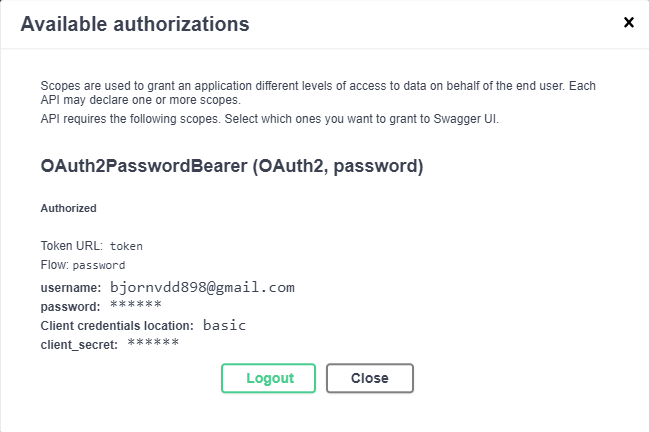 Available authorizations
Scopes are used to grant an application different levels of access to data on behalf of the end user. Each
API may declare one or more scopes.
API requires the following scopes. Select which ones you want to grant to Swagger UI.
OAuth2PasswordBearer (OAuth2, password)
Authorized
Token URL: token
Flow: password
username: bjornvdd898@gmail.com
password: ******
Client credentials location: basic
client_secret: ******
Logout Close